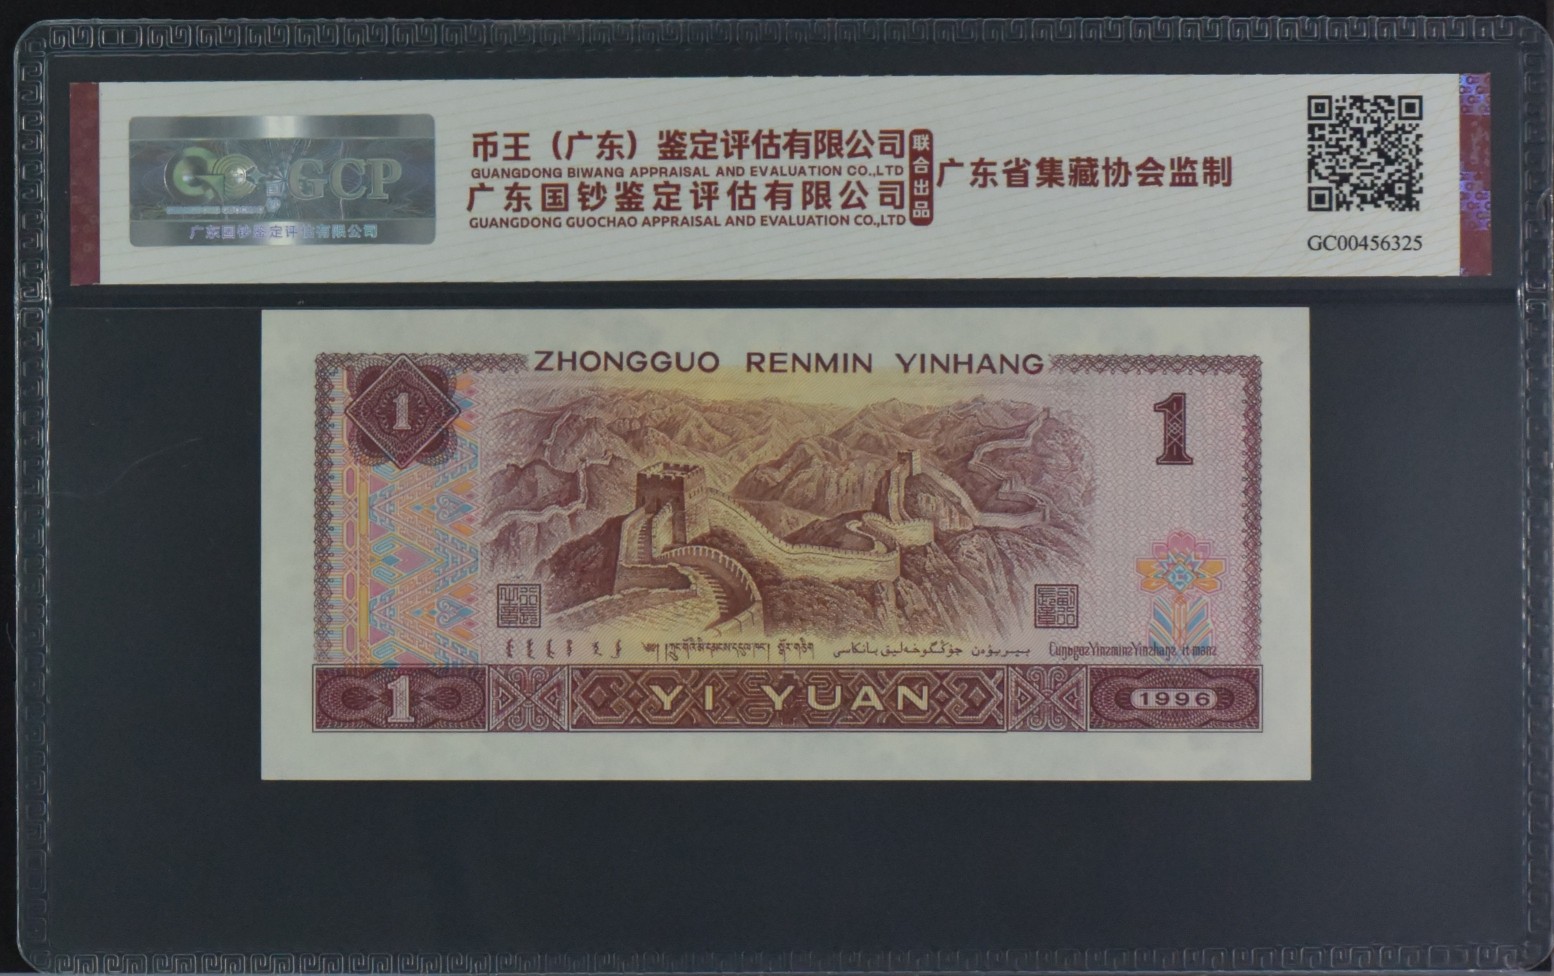 GCP
广东国钞鉴定评估有限公司
币王（广东）鉴定评估有限公司
GUANGDONG BIWANG APPRAISAL AND EVALUATION CO.,LTD
广东国钞鉴定评估有限公司
GUANGDONG GUOCHAO APPRAISAL AND EVALUATION CO.,LTD
联合出品
广东省集藏协会监制
GC00456325
ZHONGGUO RENMIN YINHANG
1
1
1
YI YUAN
1996